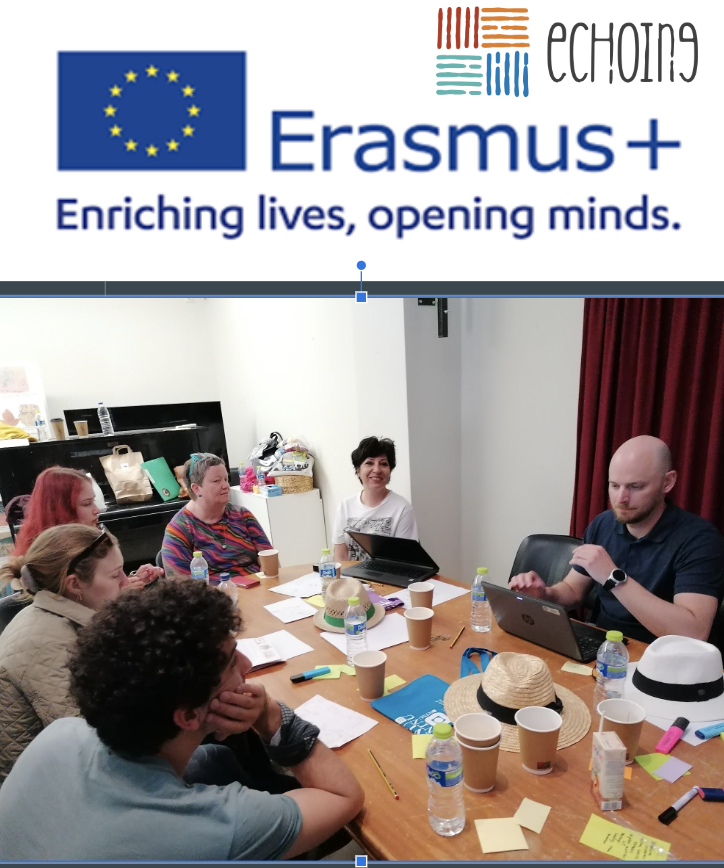 echoing
Erasmus+
Enriching lives, opening minds.